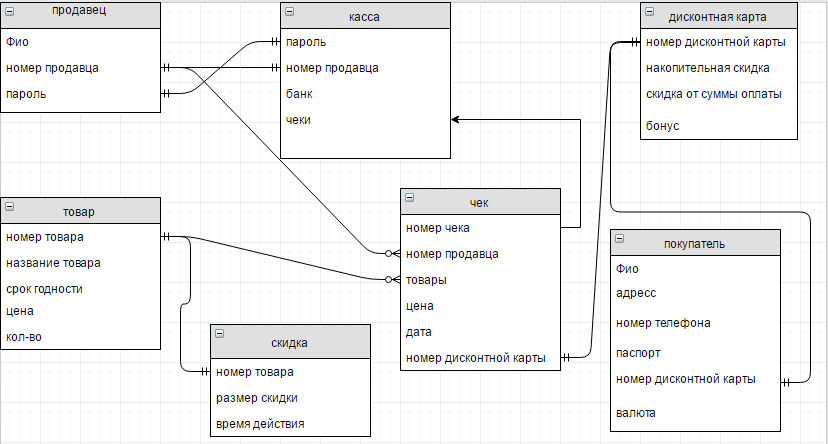 продавец
Фио
номер продавца
пароль
касса
пароль
номер продавца
банк
чеки
дисконтная карта
номер дисконтной карты
накопительная скидка
скидка от суммы оплаты
бонус
товар
номер товара
название товара
срок годности
цена
кол-во
скидка
номер товара
размер скидки
время действия
чек
номер чека
номер продавца
товары
цена
дата
номер дисконтной карты
покупатель
Фио
адресс
номер телефона
паспорт
номер дисконтной карты
валюта